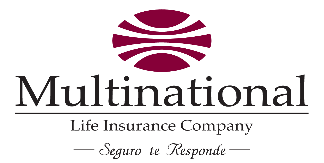 Multinational
Life Insurance Company
Seguro te Responde